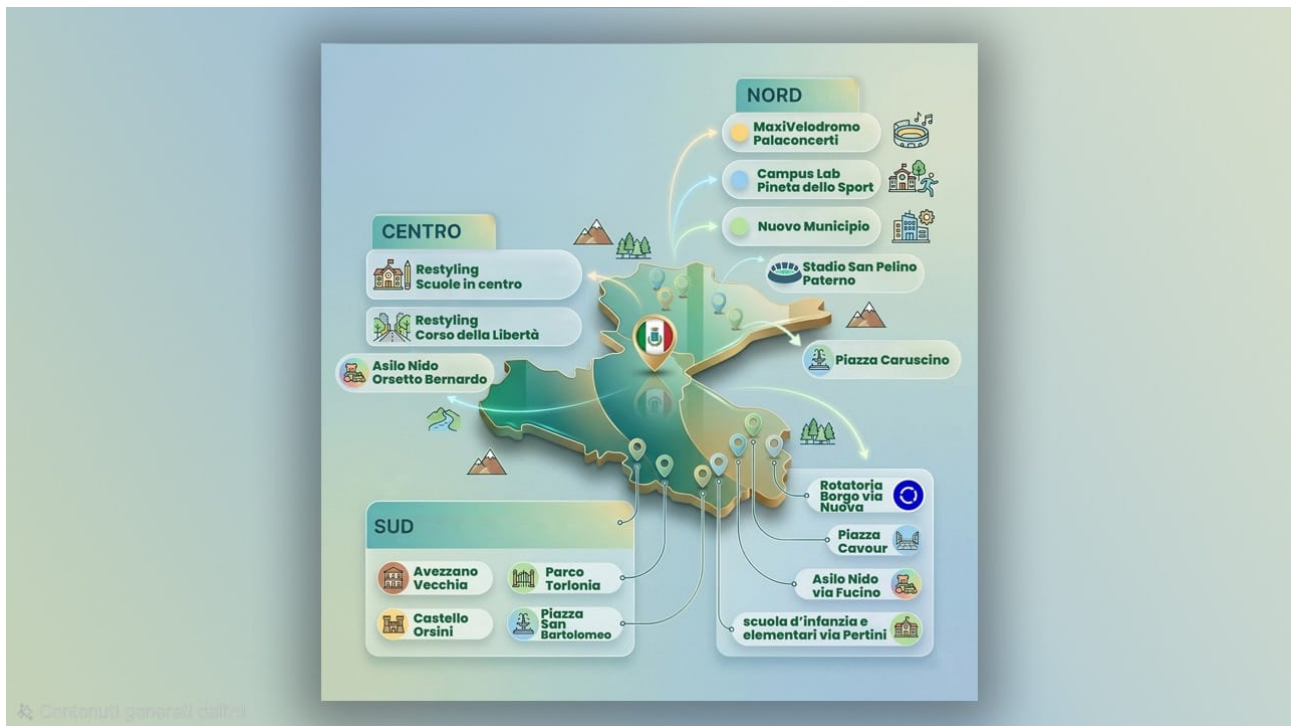 NORD
MaxiVelodromo
Palaconcerti
Campus Lab
Pineta dello Sport
Nuovo Municipio
Stadio San Pelino
Paterno
Piazza Caruscino
CENTRO
Restyling
Scuole in centro
Restyling
Corso della Libertà
Asilo Nido
Orsetto Bernardo
SUD
Avezzano
Vecchia
Parco
Torlonia
Castello
Orsini
Piazza
San
Bartolomeo
Rotatoria
Borgo via
Nuova
Piazza
Cavour
Asilo Nido
via Fucino
scuola d'infanzia e
elementari via Pertini
Contenuti generati